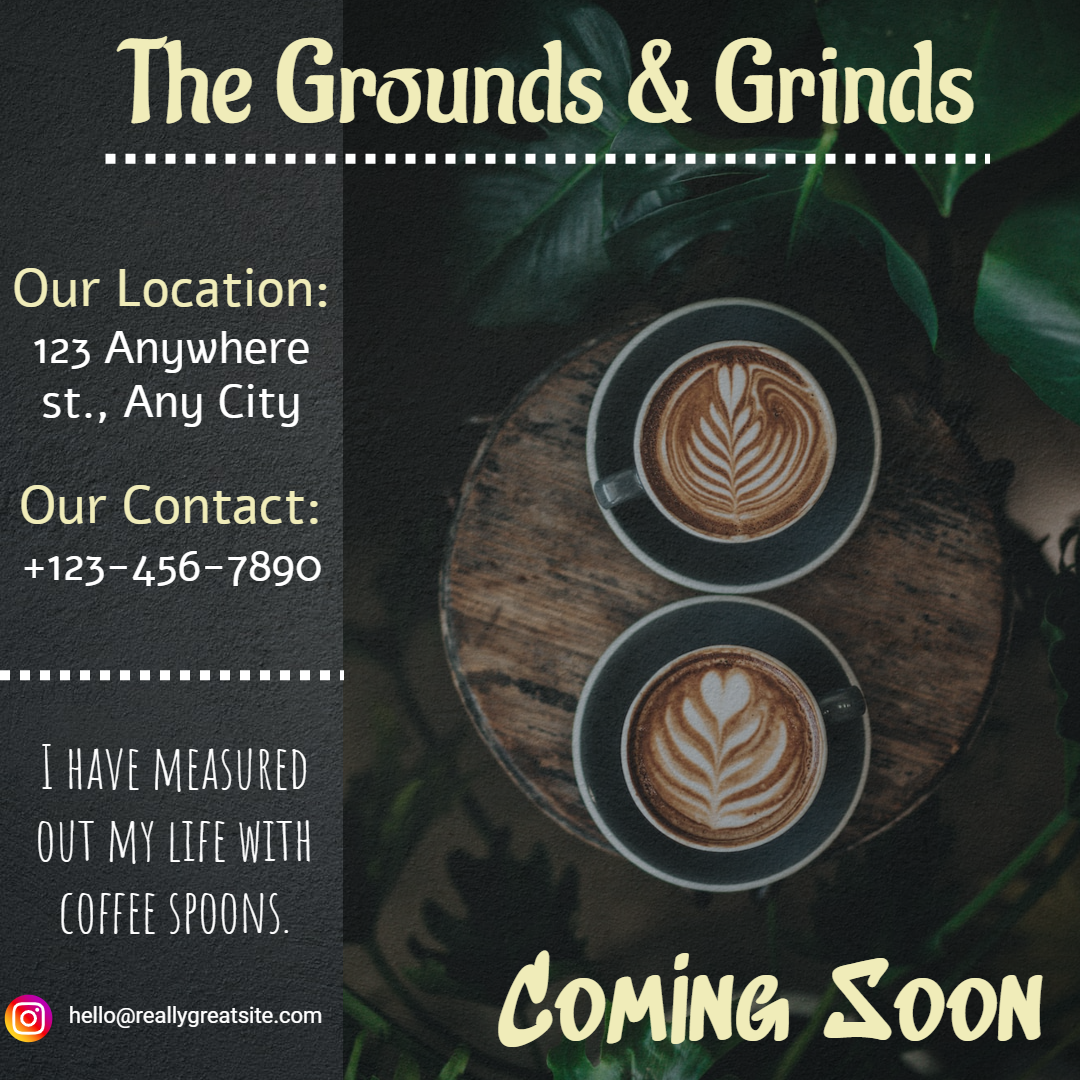 The Grounds & Grinds
Our Location:
123 Anywhere
st., Any City
Our Contact:
+123-456-7890
I HAVE MEASURED
OUT MY LIFE WITH
COFFEE SPOONS.
hello@reallygreatsite.com
COMING SOON